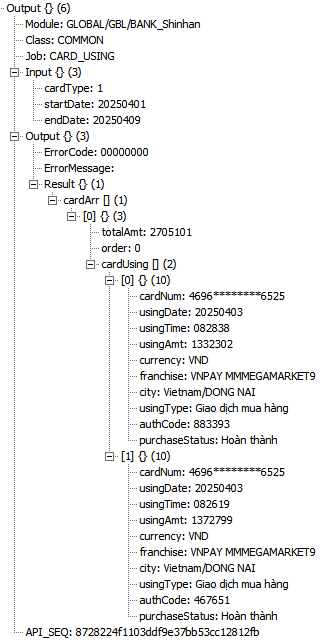 Output {} (6)
Module: GLOBAL/GBL/BANK_Shinhan
Class: COMMON
Job: CARD_USING
Input {} (3)
cardType: 1
startDate: 20250401
endDate: 20250409
Output {} (3)
ErrorCode: 00000000
ErrorMessage:
Result {} (1)
cardArr [] (1)
[0] {} (3)
totalAmt: 2705101
order: 0
cardUsing [] (2)
[0] {} (10)
cardNum: 4696********6525
usingDate: 20250403
usingTime: 082838
usingAmt: 1332302
currency: VND
franchise: VNPAY MMMEGAMARKET9
city: Vietnam/DONG NAI
usingType: Giao dịch mua hàng
authCode: 883393
purchaseStatus: Hoàn thành
[1] {} (10)
cardNum: 4696********6525
usingDate: 20250403
usingTime: 082619
usingAmt: 1372799
currency: VND
franchise: VNPAY MMMEGAMARKET9
city: Vietnam/DONG NAI
usingType: Giao dịch mua hàng
authCode: 467651
purchaseStatus: Hoàn thành
API_SEQ: 8728224f1103ddf9e37bb53cc12812fb